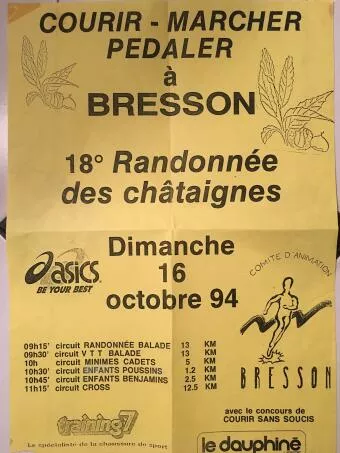 COURIR - MARCHER
PEDALER
à
BRESSON
18° Randonnée
des châtaignes
Dimanche
16
octobre 94
asics
BE YOUR BEST
COMITE D'ANIMATION
BRESSON
09h15' circuit RANDONNÉE BALADE 13 KM
09h30' circuit V T T BALADE 13 KM
10h circuit MINIMES CADETS 5 KM
10h30' circuit ENFANTS POUSSINS 1.2 KM
10h45' circuit ENFANTS BENJAMINS 2.5 KM
11h15' circuit CROSS 12.5 KM
training7
Le spécialiste de la chaussure de sport
avec le concours de
COURIR SANS SOUCIS
le dauphiné